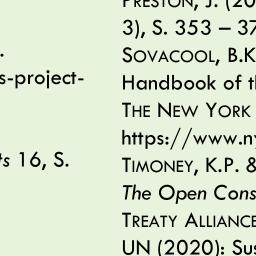 s-project-
ts 16, S.
PRESTON, J. (20
3), S. 353 – 37
SOVACOOL, B.K
Handbook of t
THE NEW YORK
https://www.ny
TIMONEY, K.P. &
The Open Cons
TREATY ALLIANCE
UN (2020): Sus